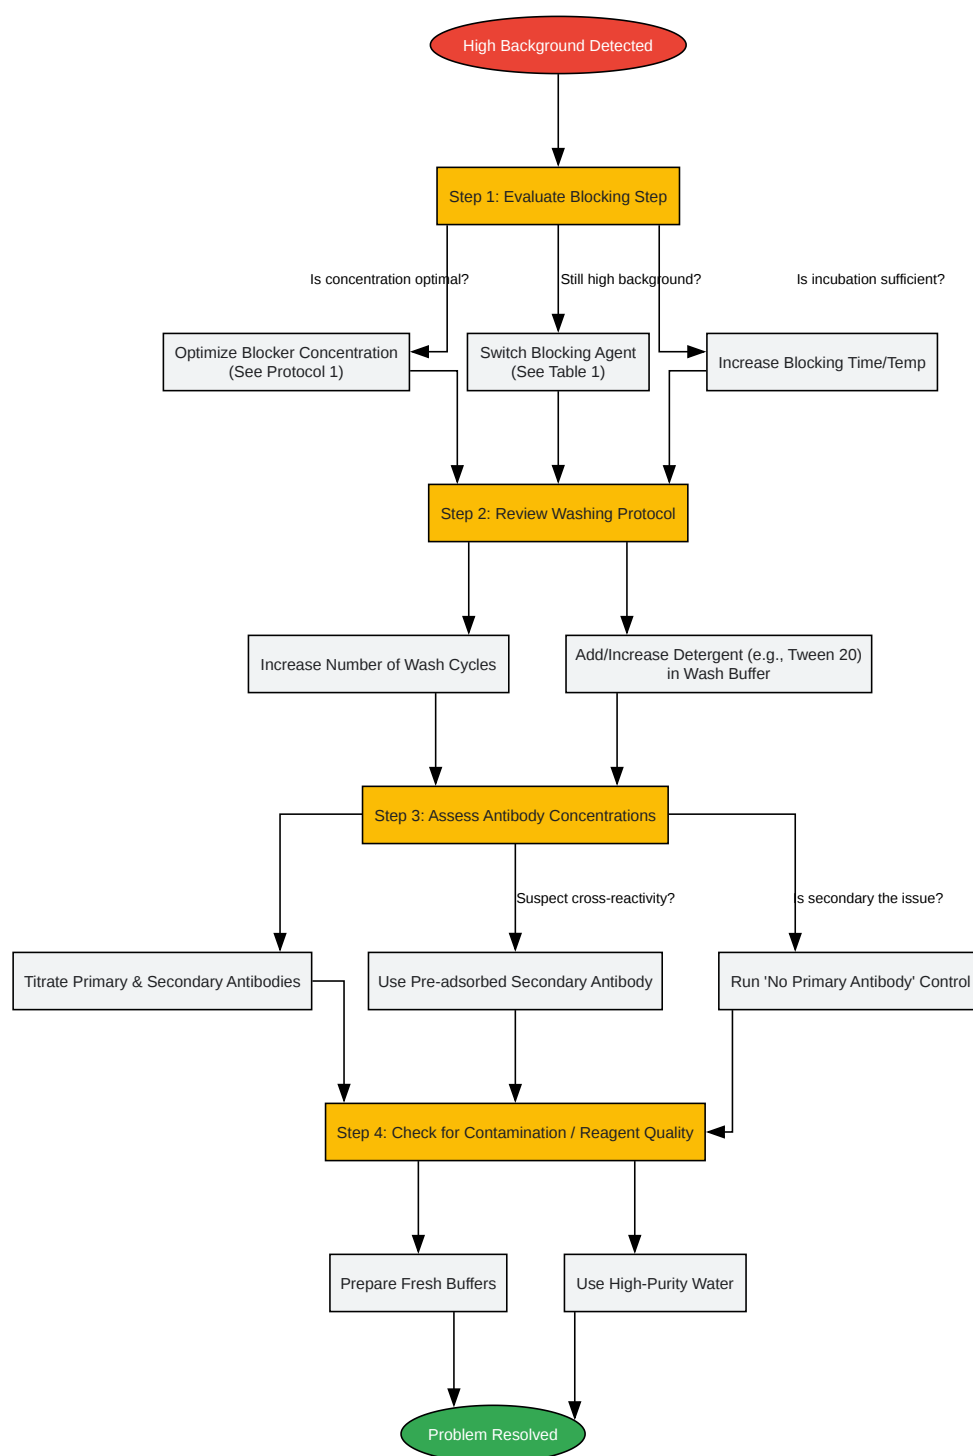 High Background Detected
Step 1: Evaluate Blocking Step
Is concentration optimal?
Still high background?
Is incubation sufficient?
Optimize Blocker Concentration
(See Protocol 1)
Switch Blocking Agent
(See Table 1)
Increase Blocking Time/Temp
Step 2: Review Washing Protocol
Increase Number of Wash Cycles
Add/Increase Detergent (e.g., Tween 20)
in Wash Buffer
Step 3: Assess Antibody Concentrations
Suspect cross-reactivity?
Is secondary the issue?
Titrate Primary & Secondary Antibodies
Use Pre-adsorbed Secondary Antibody
Run 'No Primary Antibody' Control
Step 4: Check for Contamination / Reagent Quality
Prepare Fresh Buffers
Use High-Purity Water
Problem Resolved